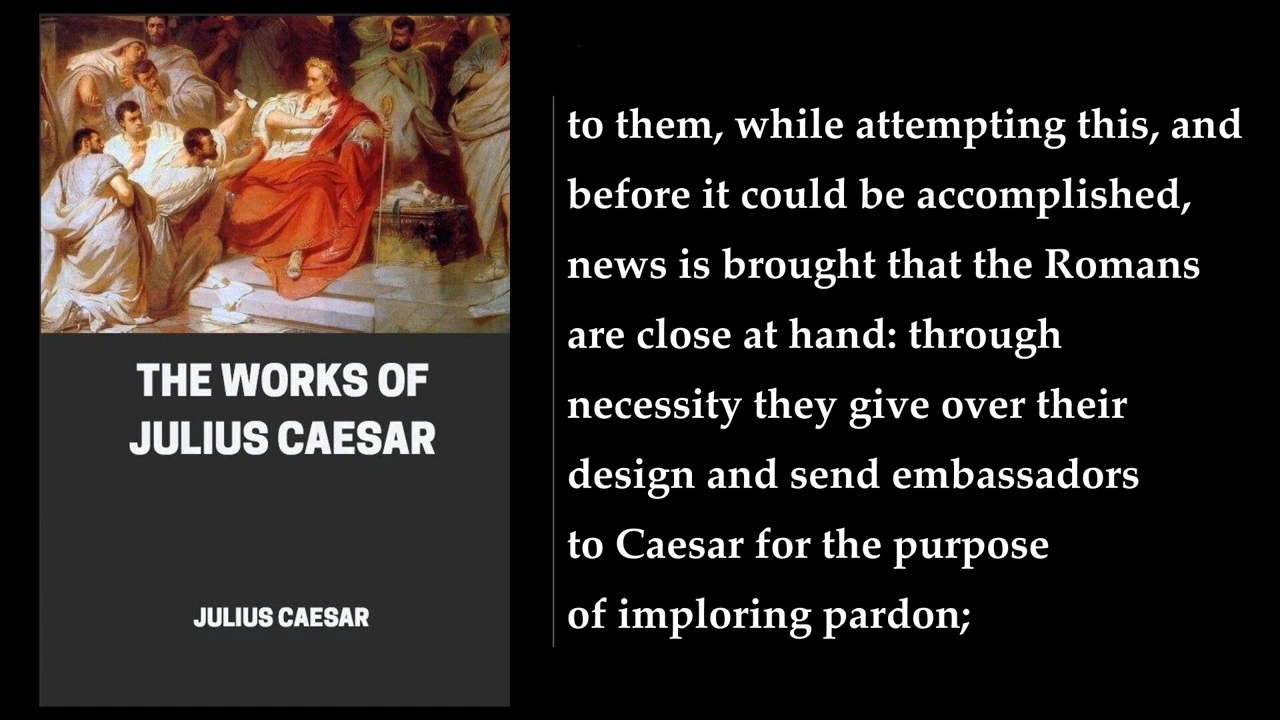 THE WORKS OF
JULIUS CAESAR
JULIUS CAESAR
to them, while attempting this, and
before it could be accomplished,
news is brought that the Romans
are close at hand: through
necessity they give over their
design and send embassadors
to Caesar for the purpose
of imploring pardon;